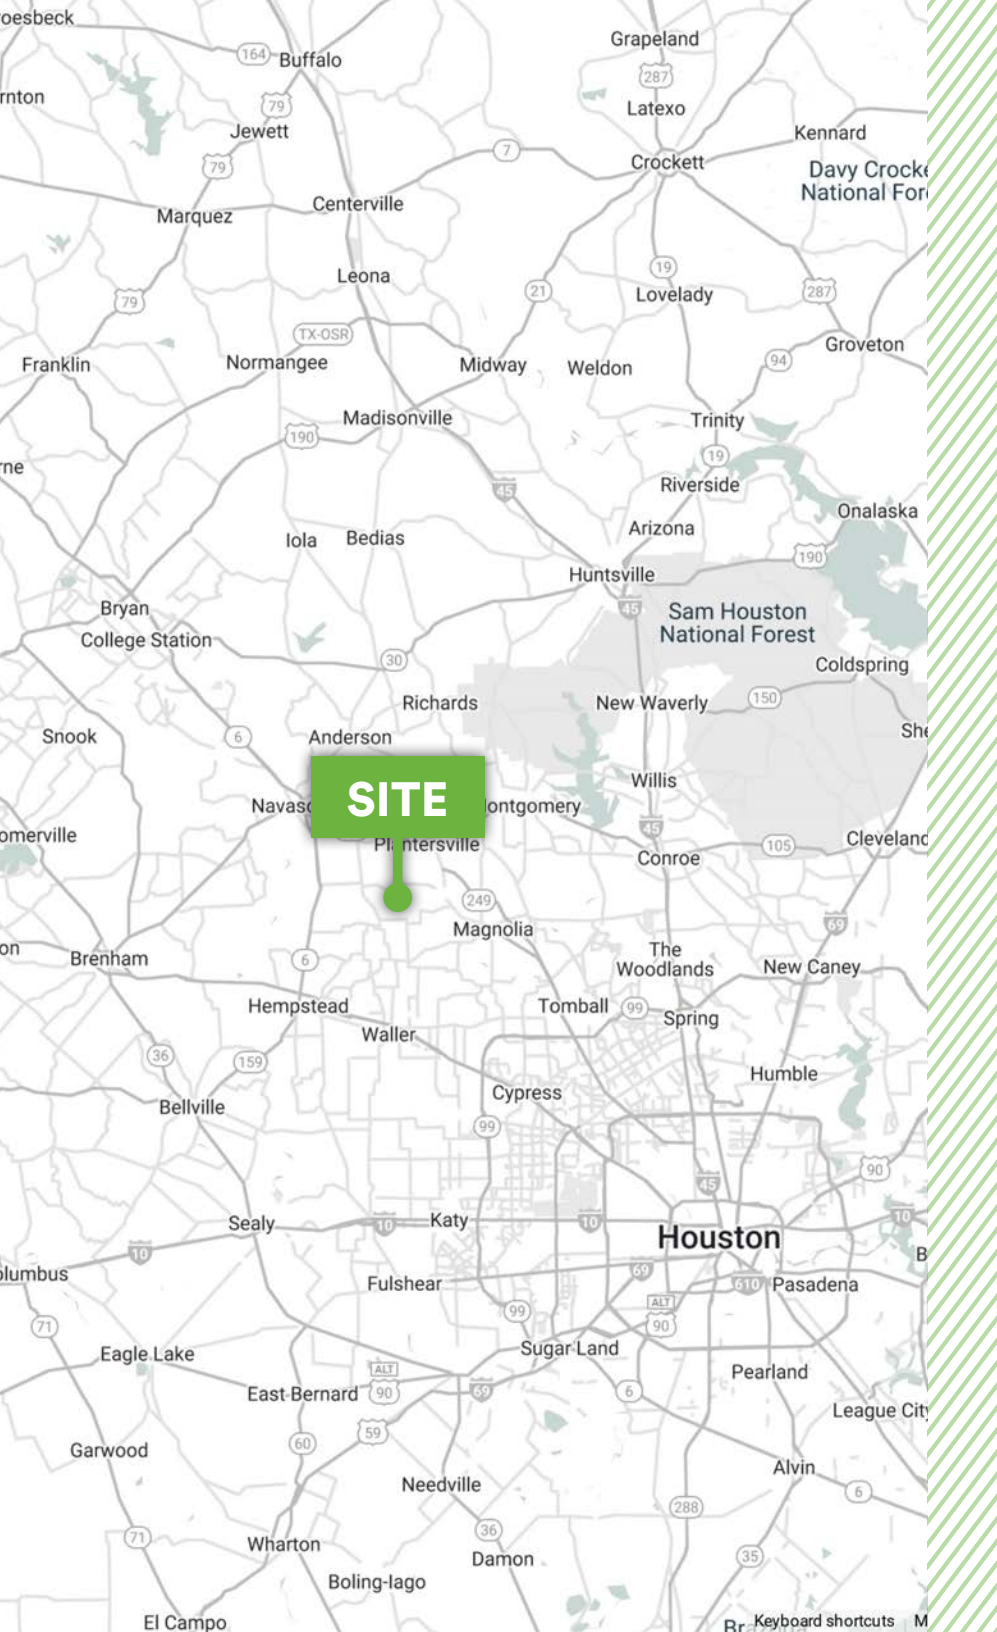 oesbeck
Grapeland
164
Buffalo
287
rnton
79
Latexo
Jewett
Kennard
7
Crockett
79
Davy Crocke
National For
Centerville
Marquez
Leona
19
21
287
79
Lovelady
TX-OSR
Groveton
Franklin
Normangee
Midway
Weldon
94
Madisonville
Trinity
190
19
rne
Riverside
45
Onalaska
Arizona
Iola
Bedias
190
Huntsville
Bryan
45
Sam Houston
National Forest
College Station
30
Coldspring
Richards
New Waverly
150
Snook
6
Anderson
She
Willis
SITE
Navaso
ontgomery
45
omerville
Plantersville
105
Cleveland
Conroe
249
69
Magnolia
on
Brenham
6
The
Woodlands
New Caney
Hempstead
Tomball
99
Spring
Waller
36
159
Humble
Cypress
Bellville
99
90
45
Sealy
10
Katy
10
10
Houston
10
B
olumbus
69
Fulshear
610
Pasadena
99
ALT
90
71
Sugar Land
Eagle Lake
ALT
Pearland
East Bernard
90
69
6
League City
59
60
Garwood
Alvin
Needville
6
288
36
71
Wharton
Damon
35
Boling-Iago
El Campo
Br
Keyboard shortcuts
M